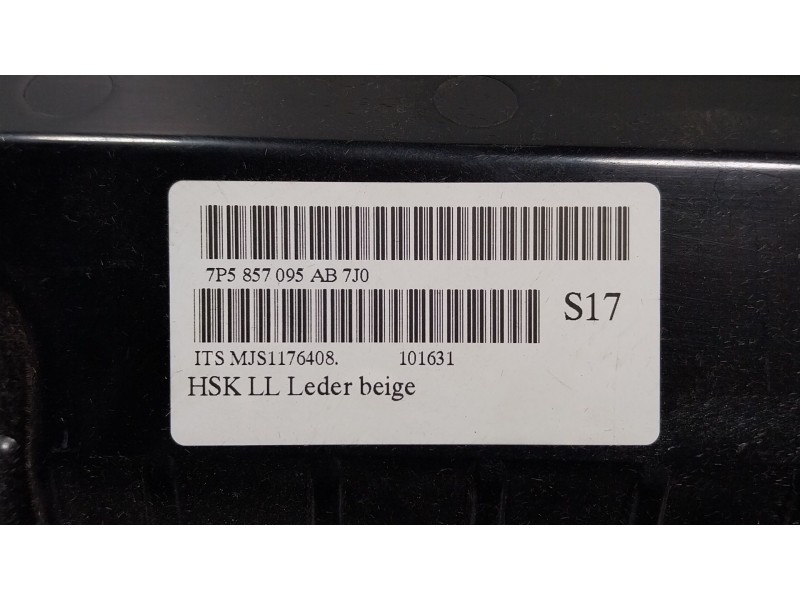 7P5 857 095 AB 7J0
S17
ITS MJS1176408. 101631
HSK LL Leder beige